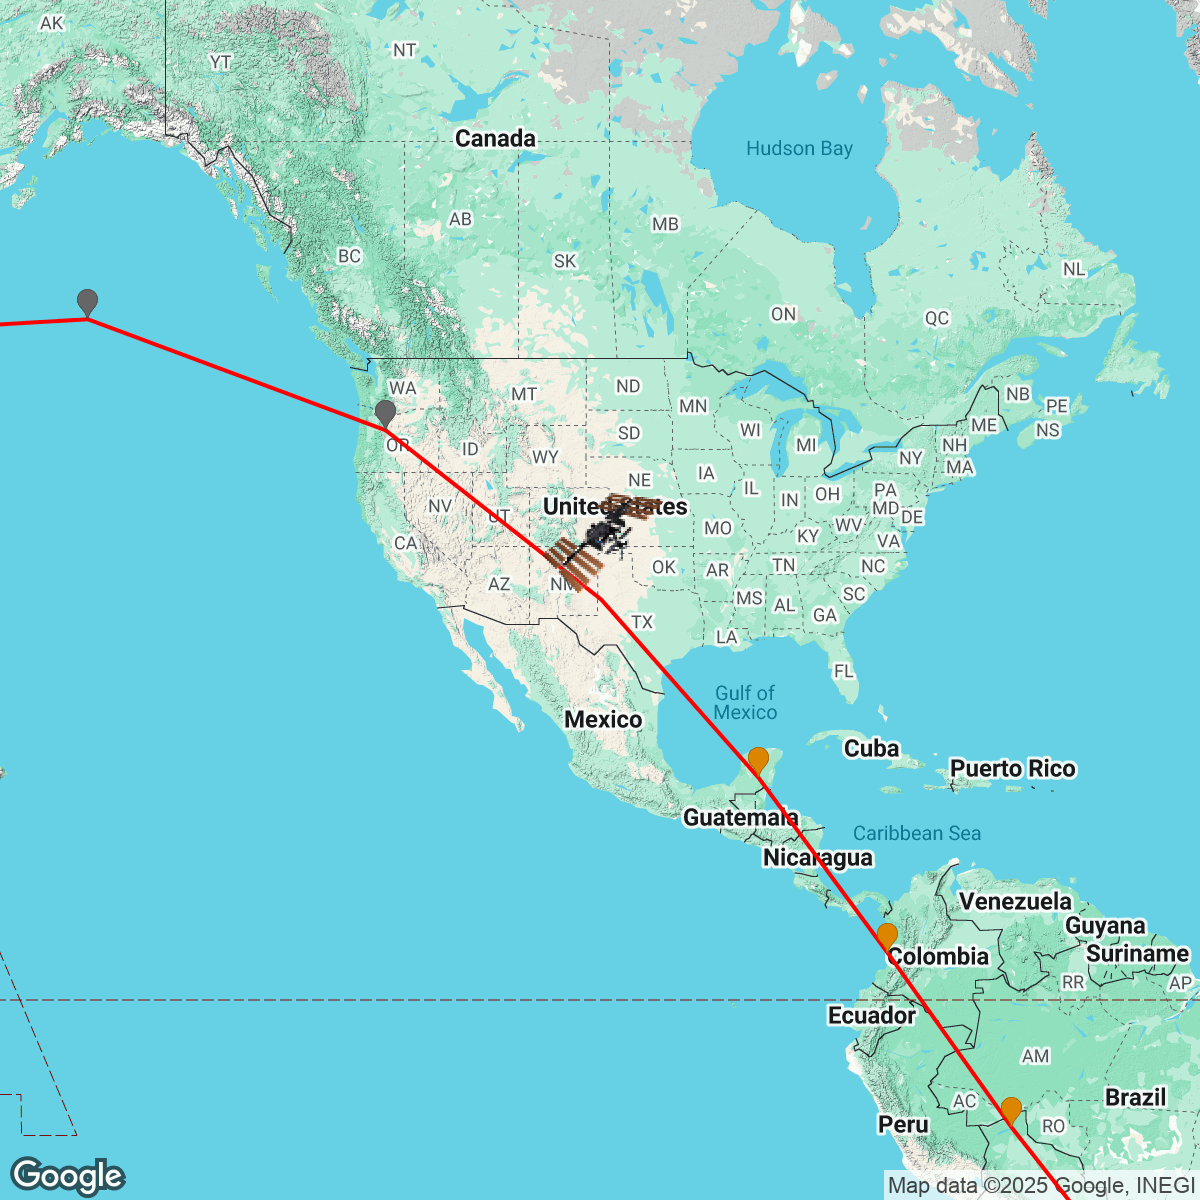 AK
YT
NT
Canada
Hudson Bay
AB
MB
BC
SK
NL
ON
QC
WA
MT
ND
NB
PE
MN
NS
ME
OR
ID
SD
WI
MI
NH
NY
WY
MA
IA
NE
IL
IN
OH
PA
NV
United States
MD
UT
DE
MO
KY
WV
VA
CA
AZ
NM
OK
AR
TN
NC
MS
AL
SC
GA
TX
LA
FL
Gulf of
Mexico
Mexico
Cuba
Puerto Rico
Guatemala
Caribbean Sea
Nicaragua
Venezuela
Guyana
Colombia
Suriname
RR
AP
Ecuador
AM
AC
Brazil
Peru
RO
Google
Map data ©2025 Google, INEGI